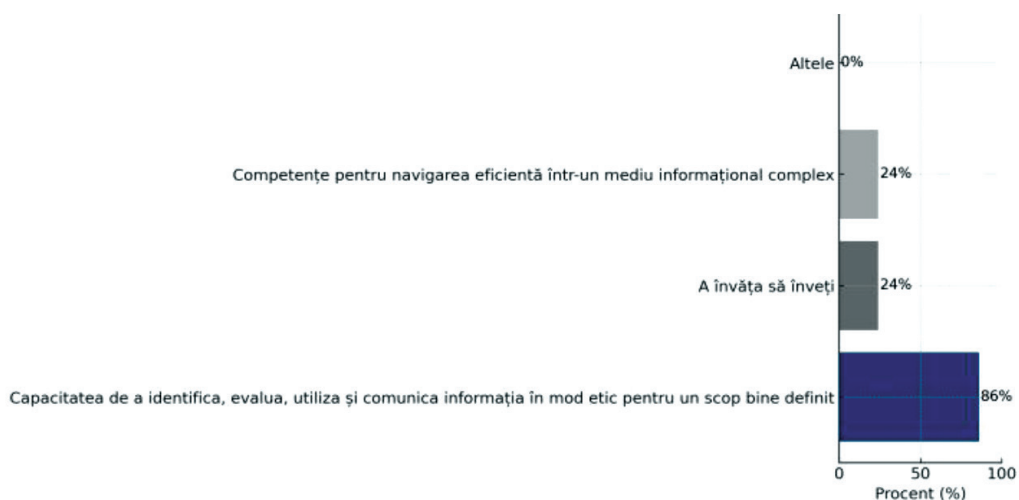 Altele 0%
Competențe pentru navigarea eficientă într-un mediu informațional complex 24%
A învăța să înveți 24%
Capacitatea de a identifica, evalua, utiliza și comunica informația în mod etic pentru un scop bine definit 86%
0 50 100
Procent (%)